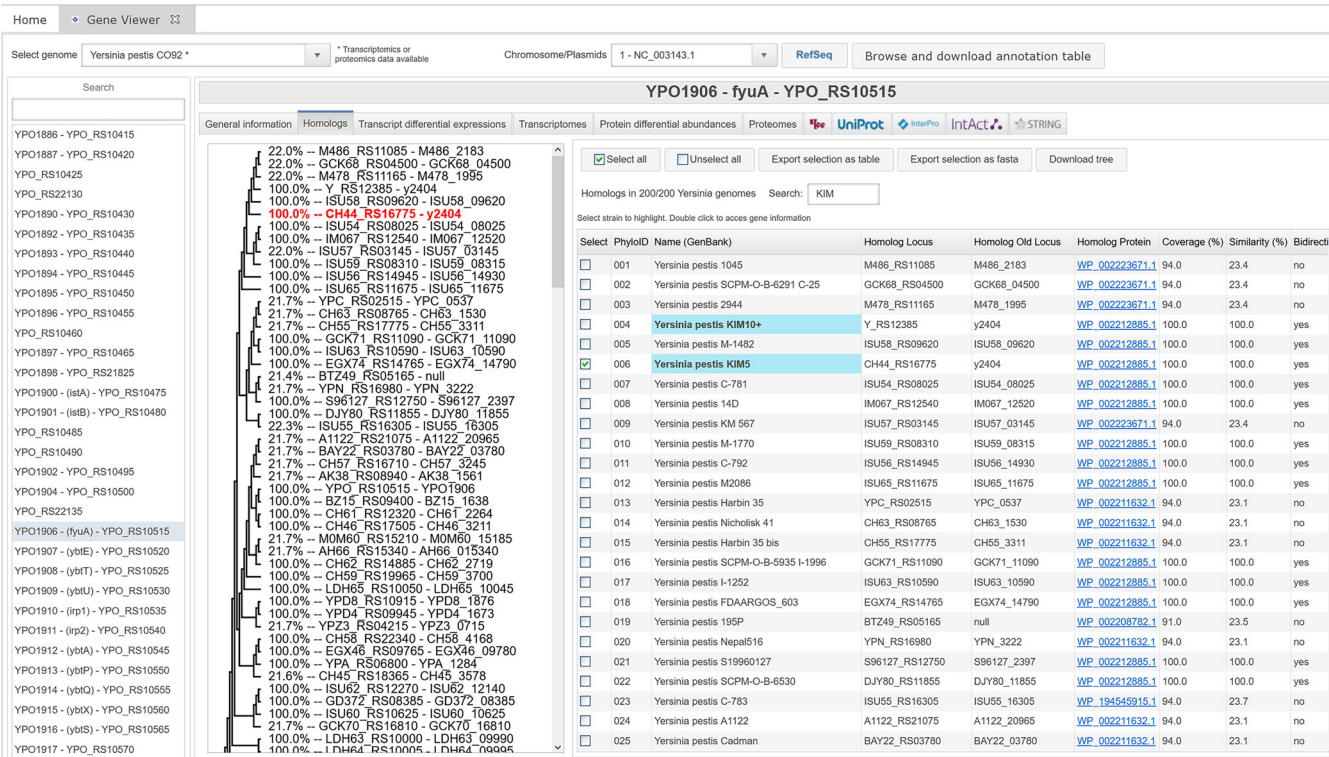 Home
Gene Viewer
Select genome Yersinia pestis CO92 * * Transcriptomics or proteomics data available Chromosome/Plasmids 1 - NC_003143.1 RefSeq Browse and download annotation table
Search
YPO1886 - YPO_RS10415
YPO1887 - YPO_RS10420
YPO_RS10425
YPO_RS22130
YPO1890 - YPO_RS10430
YPO1892 - YPO_RS10435
YPO1893 - YPO_RS10440
YPO1894 - YPO_RS10445
YPO1895 - YPO_RS10450
YPO1896 - YPO_RS10455
YPO_RS10460
YPO1897 - YPO_RS10465
YPO1898 - YPO_RS21825
YPO1900 - (istA) - YPO_RS10475
YPO1901 - (istB) - YPO_RS10480
YPO_RS10485
YPO_RS10490
YPO1902 - YPO_RS10495
YPO1904 - YPO_RS10500
YPO_RS22135
YPO1906 - (fyuA) - YPO_RS10515
YPO1907 - (ybtE) - YPO_RS10520
YPO1908 - (ybtT) - YPO_RS10525
YPO1909 - (ybtU) - YPO_RS10530
YPO1910 - (irp1) - YPO_RS10535
YPO1911 - (irp2) - YPO_RS10540
YPO1912 - (ybtA) - YPO_RS10545
YPO1913 - (ybtP) - YPO_RS10550
YPO1914 - (ybtQ) - YPO_RS10555
YPO1915 - (ybtX) - YPO_RS10560
YPO1916 - (ybtS) - YPO_RS10565
YPO1917 - YPO_RS10570
YPO1906 - fyuA - YPO_RS10515
General information Homologs Transcript differential expressions Transcriptomes Protein differential abundances Proteomes UniProt InterPro IntAct STRING
22.0% -- M486_RS11085 - M486_2183
22.0% -- GCK68_RS04500 - GCK68_04500
22.0% -- M478_RS11165 - M478_1995
100.0% -- Y_RS12385 - y2404
100.0% -- ISU58_RS09620 - ISU58_09620
100.0% -- CH44_RS16775 - y2404
100.0% -- ISU54_RS08025 - ISU54_08025
100.0% -- IM067_RS12540 - IM067_12520
22.0% -- ISU57_RS03145 - ISU57_03145
100.0% -- ISU59_RS08310 - ISU59_08315
100.0% -- ISU56_RS14945 - ISU56_14930
100.0% -- ISU65_RS11675 - ISU65_11675
21.7% -- YPC_RS02515 - YPC_0537
21.7% -- CH63_RS08765 - CH63_1530
21.7% -- CH55_RS17775 - CH55_3311
100.0% -- GCK71_RS11090 - GCK71_11090
100.0% -- ISU63_RS10590 - ISU63_10590
100.0% -- EGX74_RS14765 - EGX74_14790
21.4% -- BTZ49_RS05165 - null
21.7% -- YPN_RS16980 - YPN_3222
100.0% -- S96127_RS12750 - S96127_2397
100.0% -- DJY80_RS11855 - DJY80_11855
22.3% -- ISU55_RS16305 - ISU55_16305
21.7% -- A1122_RS21075 - A1122_20965
21.7% -- BAY22_RS03780 - BAY22_03780
21.7% -- CH57_RS16710 - CH57_3245
21.7% -- AK38_RS08940 - AK38_1561
100.0% -- YPO_RS10515 - YPO1906
100.0% -- BZ15_RS09400 - BZ15_1638
100.0% -- CH61_RS12320 - CH61_2264
100.0% -- CH46_RS17505 - CH46_3211
21.7% -- M0M60_RS15210 - M0M60_15185
21.7% -- AH66_RS15340 - AH66_015340
100.0% -- CH62_RS14885 - CH62_2719
100.0% -- CH59_RS19965 - CH59_3700
100.0% -- LDH65_RS10050 - LDH65_10045
100.0% -- YPD8_RS10915 - YPD8_1876
100.0% -- YPD4_RS09945 - YPD4_1673
21.7% -- YPZ3_RS04215 - YPZ3_0715
100.0% -- CH58_RS22340 - CH58_4168
100.0% -- EGX46_RS09765 - EGX46_09780
100.0% -- YPA_RS06800 - YPA_1284
21.6% -- CH45_RS18365 - CH45_3578
100.0% -- ISU62_RS12270 - ISU62_12140
100.0% -- GD372_RS08385 - GD372_08385
100.0% -- ISU60_RS10625 - ISU60_10625
21.7% -- GCK70_RS16810 - GCK70_16810
100.0% -- LDH63_RS10000 - LDH63_09990
100.0% -- LDH64_RS10005 - LDH64_09995
Select all Unselect all Export selection as table Export selection as fasta Download tree
Homologs in 200/200 Yersinia genomes Search: KIM
Select strain to highlight. Double click to acces gene information
Select PhyloID Name (GenBank) Homolog Locus Homolog Old Locus Homolog Protein Coverage (%) Similarity (%) Bidirecti
001 Yersinia pestis 1045 M486_RS11085 M486_2183 WP_002223671.1 94.0 23.4 no
002 Yersinia pestis SCPM-O-B-6291 C-25 GCK68_RS04500 GCK68_04500 WP_002223671.1 94.0 23.4 no
003 Yersinia pestis 2944 M478_RS11165 M478_1995 WP_002223671.1 94.0 23.4 no
004 Yersinia pestis KIM10+ Y_RS12385 y2404 WP_002212885.1 100.0 100.0 yes
005 Yersinia pestis M-1482 ISU58_RS09620 ISU58_09620 WP_002212885.1 100.0 100.0 yes
006 Yersinia pestis KIM5 CH44_RS16775 y2404 WP_002212885.1 100.0 100.0 yes
007 Yersinia pestis C-781 ISU54_RS08025 ISU54_08025 WP_002212885.1 100.0 100.0 yes
008 Yersinia pestis 14D IM067_RS12540 IM067_12520 WP_002212885.1 100.0 100.0 yes
009 Yersinia pestis KM 567 ISU57_RS03145 ISU57_03145 WP_002223671.1 94.0 23.4 no
010 Yersinia pestis M-1770 ISU59_RS08310 ISU59_08315 WP_002212885.1 100.0 100.0 yes
011 Yersinia pestis C-792 ISU56_RS14945 ISU56_14930 WP_002212885.1 100.0 100.0 yes
012 Yersinia pestis M2086 ISU65_RS11675 ISU65_11675 WP_002212885.1 100.0 100.0 yes
013 Yersinia pestis Harbin 35 YPC_RS02515 YPC_0537 WP_002211632.1 94.0 23.1 no
014 Yersinia pestis Nicholisk 41 CH63_RS08765 CH63_1530 WP_002211632.1 94.0 23.1 no
015 Yersinia pestis Harbin 35 bis CH55_RS17775 CH55_3311 WP_002211632.1 94.0 23.1 no
016 Yersinia pestis SCPM-O-B-5935 I-1996 GCK71_RS11090 GCK71_11090 WP_002212885.1 100.0 100.0 yes
017 Yersinia pestis I-1252 ISU63_RS10590 ISU63_10590 WP_002212885.1 100.0 100.0 yes
018 Yersinia pestis FDAARGOS_603 EGX74_RS14765 EGX74_14790 WP_002212885.1 100.0 100.0 yes
019 Yersinia pestis 195P BTZ49_RS05165 null WP_002208782.1 91.0 23.5 no
020 Yersinia pestis Nepal516 YPN_RS16980 YPN_3222 WP_002211632.1 94.0 23.1 no
021 Yersinia pestis S19960127 S96127_RS12750 S96127_2397 WP_002212885.1 100.0 100.0 yes
022 Yersinia pestis SCPM-O-B-6530 DJY80_RS11855 DJY80_11855 WP_002212885.1 100.0 100.0 yes
023 Yersinia pestis C-783 ISU55_RS16305 ISU55_16305 WP_194545915.1 94.0 23.7 no
024 Yersinia pestis A1122 A1122_RS21075 A1122_20965 WP_002211632.1 94.0 23.1 no
025 Yersinia pestis Cadman BAY22_RS03780 BAY22_03780 WP_002211632.1 94.0 23.1 no